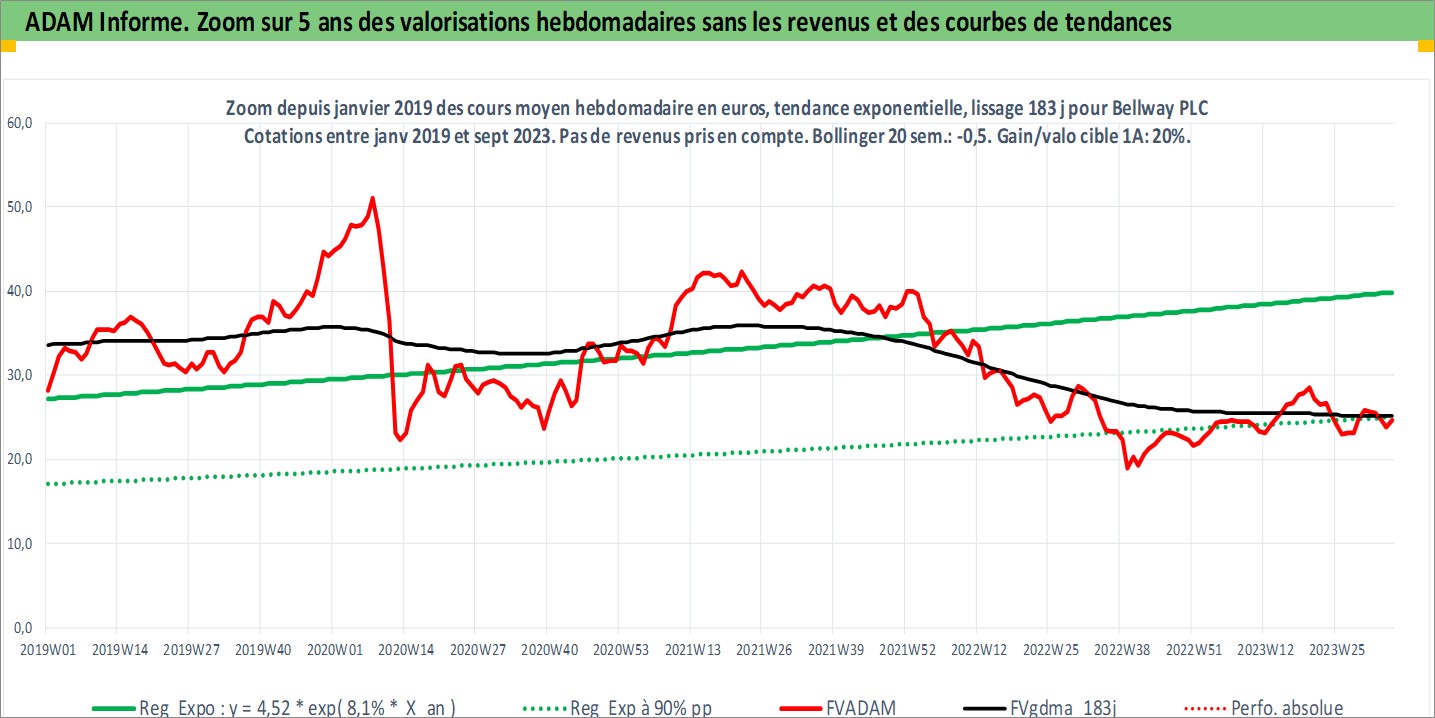 ADAM Informe. Zoom sur 5 ans des valorisations hebdomadaires sans les revenus et des courbes de tendances
Zoom depuis janvier 2019 des cours moyen hebdomadaire en euros, tendance exponentielle, lissage 183 j pour Bellway PLC
Cotations entre janv 2019 et sept 2023. Pas de revenus pris en compte. Bollinger 20 sem.: -0,5. Gain/valo cible 1A: 20%.
60,0
50,0
40,0
30,0
20,0
10,0
0,0
2019W01 2019W14 2019W27 2019W40 2020W01 2020W14 2020W27 2020W40 2020W53 2021W13 2021W26 2021W39 2021W52 2022W12 2022W25 2022W38 2022W51 2023W12 2023W25
Reg Expo : y = 4,52 * exp( 8,1% * X an ) Reg Exp à 90% pp FVADAM FVgdma 183j Perfo. absolue